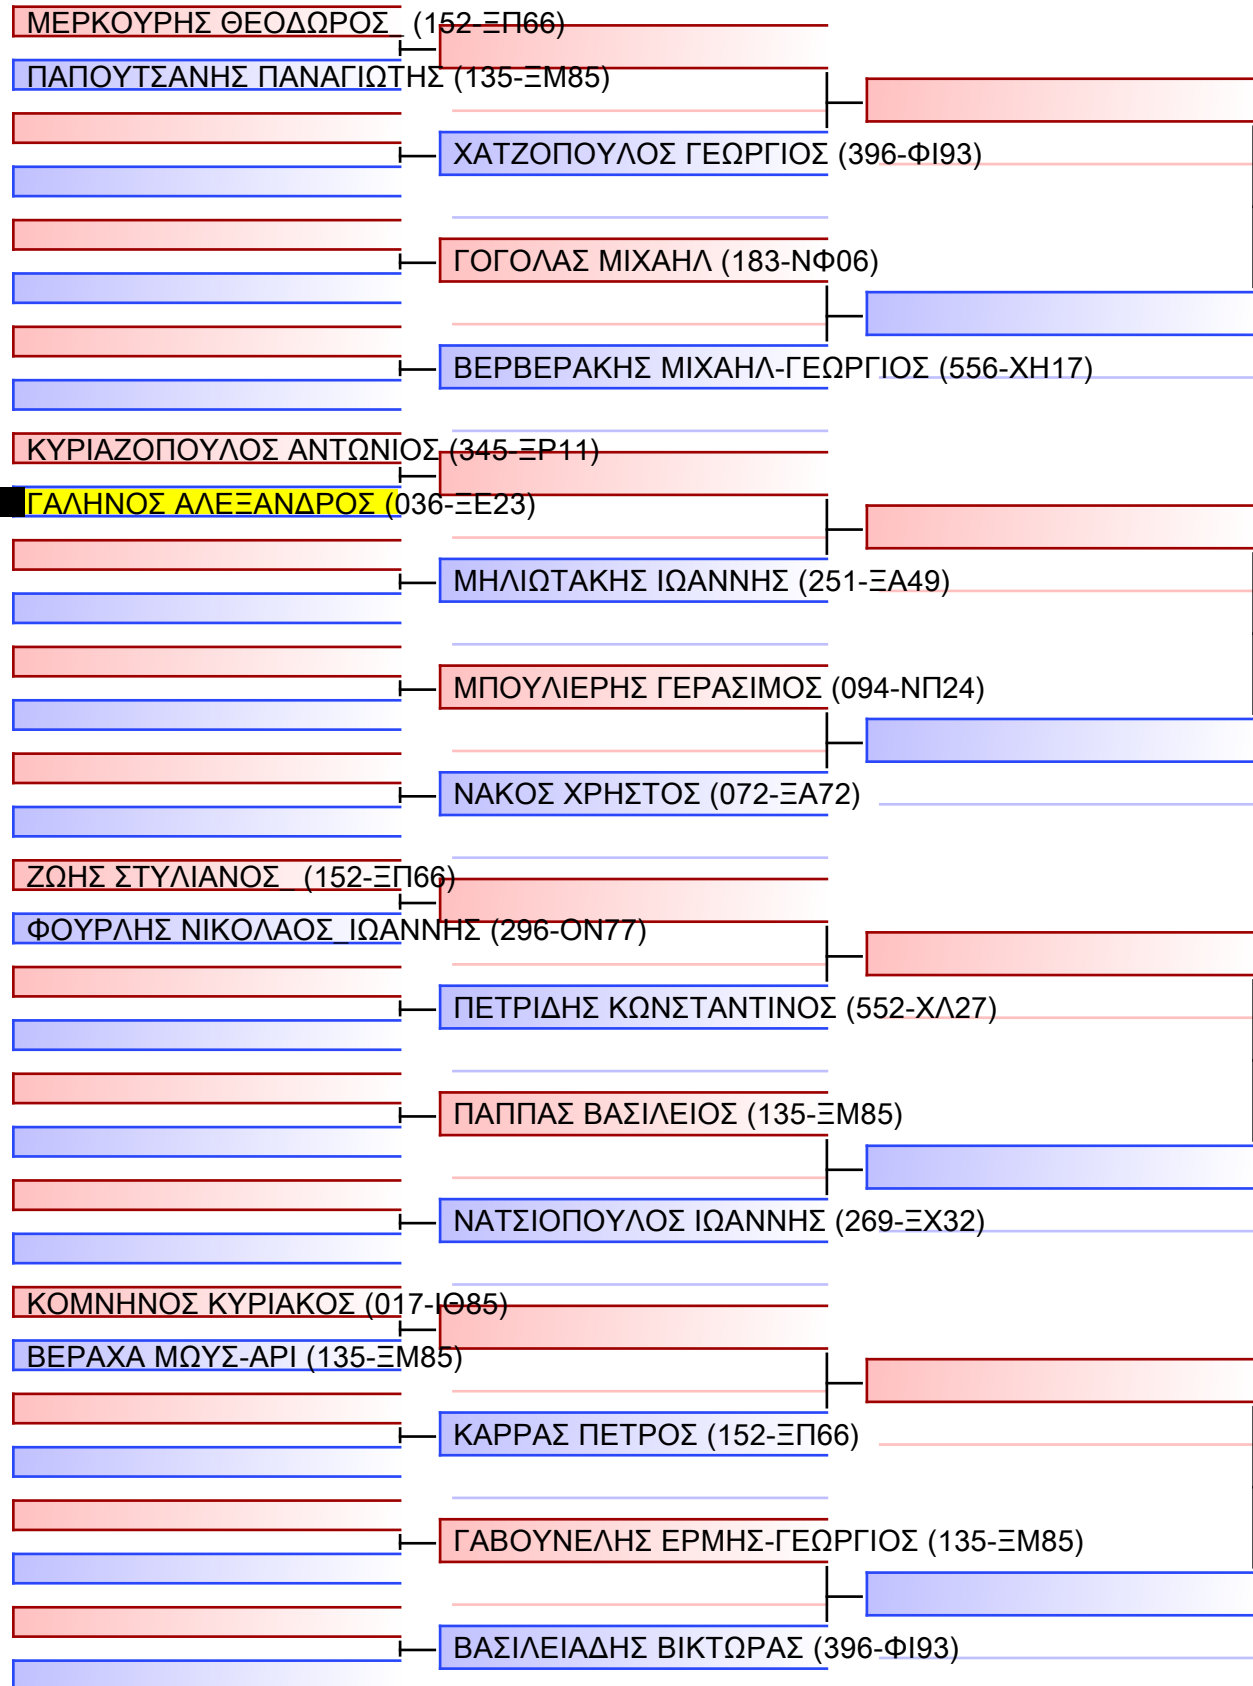 ΜΕΡΚΟΥΡΗΣ ΘΕΟΔΩΡΟΣ_ (152-ΞΠ66)
ΠΑΠΟΥΤΣΑΝΗΣ ΠΑΝΑΓΙΩΤΗΣ (135-ΞΜ85)
ΧΑΤΖΟΠΟΥΛΟΣ ΓΕΩΡΓΙΟΣ (396-ΦΙ93)
ΓΟΓΟΛΑΣ ΜΙΧΑΗΛ (183-ΝΦ06)
ΒΕΡΒΕΡΑΚΗΣ ΜΙΧΑΗΛ-ΓΕΩΡΓΙΟΣ (556-ΧΗ17)
ΚΥΡΙΑΖΟΠΟΥΛΟΣ ΑΝΤΩΝΙΟΣ (345-ΞΡ11)
ΓΑΛΗΝΟΣ ΑΛΕΞΑΝΔΡΟΣ (036-ΞΕ23)
ΜΗΛΙΩΤΑΚΗΣ ΙΩΑΝΝΗΣ (251-ΞΑ49)
ΜΠΟΥΛΙΕΡΗΣ ΓΕΡΑΣΙΜΟΣ (094-ΝΠ24)
ΝΑΚΟΣ ΧΡΗΣΤΟΣ (072-ΞΑ72)
ΖΩΗΣ ΣΤΥΛΙΑΝΟΣ_ (152-ΞΠ66)
ΦΟΥΡΛΗΣ ΝΙΚΟΛΑΟΣ_ΙΩΑΝΝΗΣ (296-ΟΝ77)
ΠΕΤΡΙΔΗΣ ΚΩΝΣΤΑΝΤΙΝΟΣ (552-ΧΛ27)
ΠΑΠΠΑΣ ΒΑΣΙΛΕΙΟΣ (135-ΞΜ85)
ΝΑΤΣΙΟΠΟΥΛΟΣ ΙΩΑΝΝΗΣ (269-ΞΧ32)
ΚΟΜΝΗΝΟΣ ΚΥΡΙΑΚΟΣ (017-ΙΘ85)
ΒΕΡΑΧΑ ΜΩΥΣ-ΑΡΙ (135-ΞΜ85)
ΚΑΡΡΑΣ ΠΕΤΡΟΣ (152-ΞΠ66)
ΓΑΒΟΥΝΕΛΗΣ ΕΡΜΗΣ-ΓΕΩΡΓΙΟΣ (135-ΞΜ85)
ΒΑΣΙΛΕΙΑΔΗΣ ΒΙΚΤΩΡΑΣ (396-ΦΙ93)